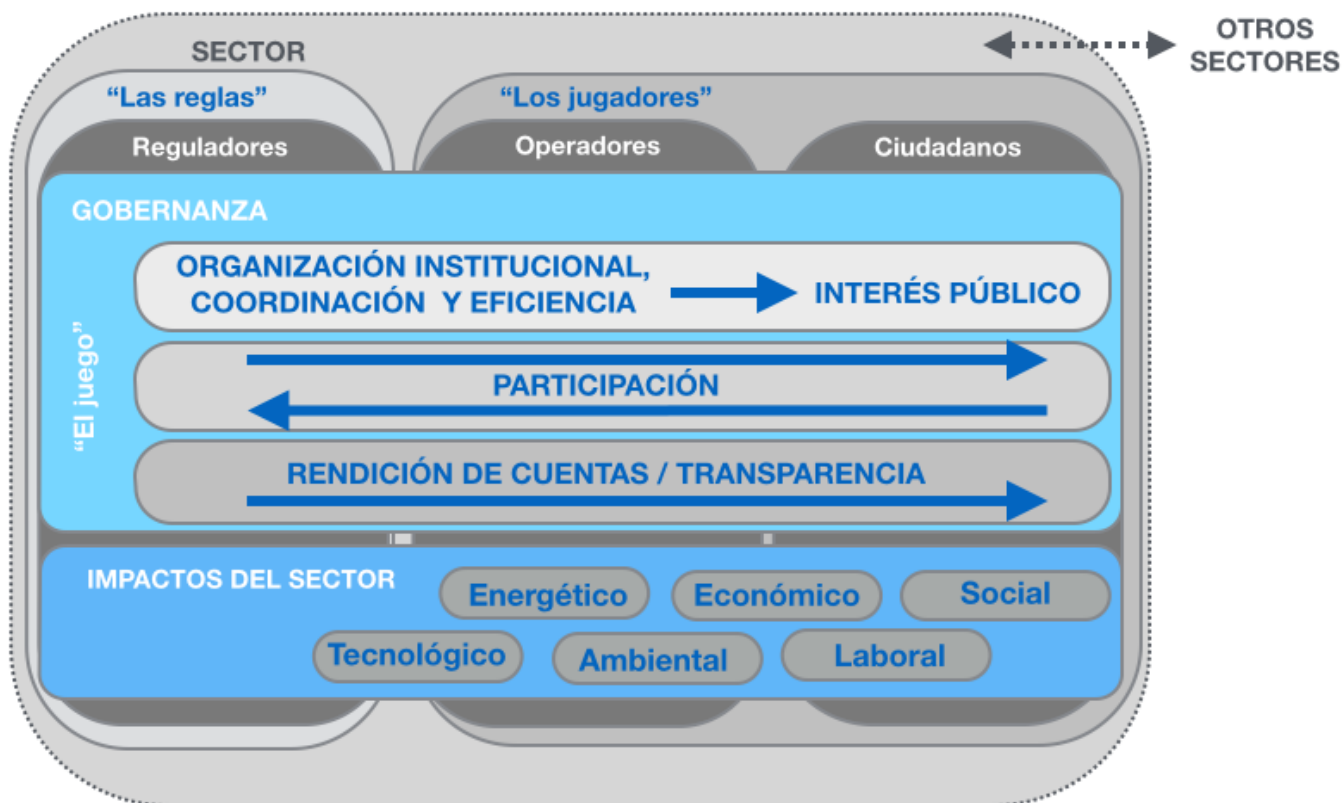 OTROS
SECTORES
SECTOR
“Las reglas”
“Los jugadores”
Reguladores
Operadores
Ciudadanos
GOBERNANZA
“El juego”
ORGANIZACIÓN INSTITUCIONAL,
COORDINACIÓN Y EFICIENCIA
INTERÉS PÚBLICO
PARTICIPACIÓN
RENDICIÓN DE CUENTAS / TRANSPARENCIA
IMPACTOS DEL SECTOR
Energético
Económico
Social
Tecnológico
Ambiental
Laboral